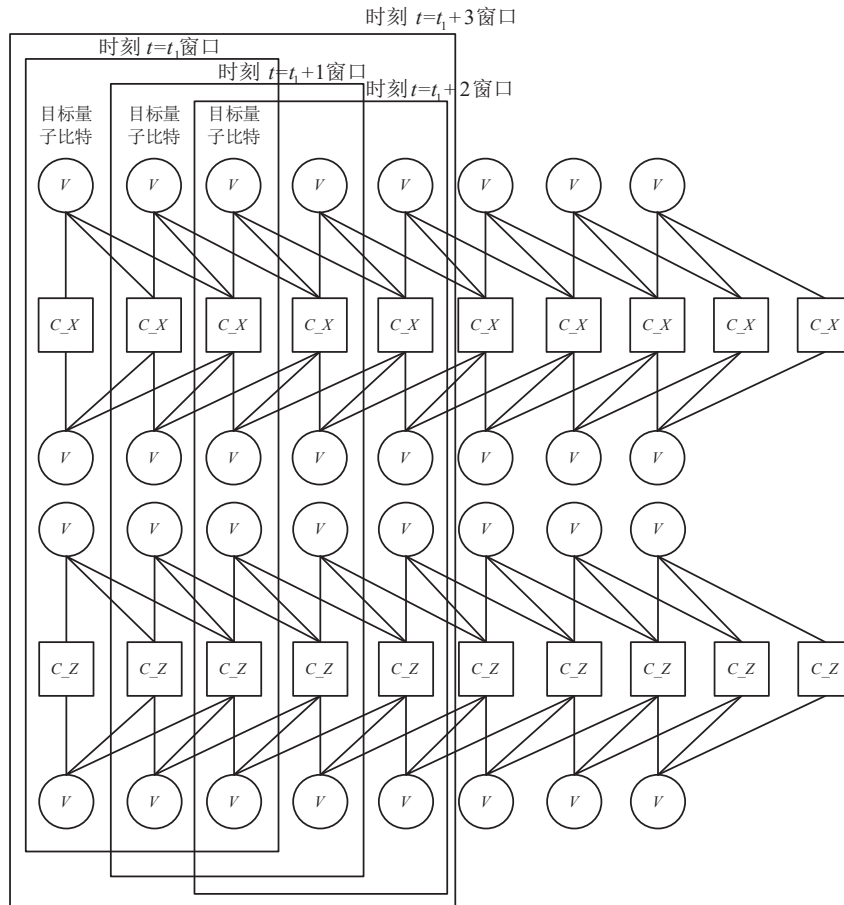 时刻 t=t₁+3窗口
时刻 t=t₁窗口
时刻 t=t₁+1窗口
时刻t=t₁+2窗口
目标量 目标量 目标量
子比特 子比特 子比特
V V V V V V V V
C_X C_X C_X C_X C_X C_X C_X C_X C_X C_X
V V V V V V V V
V V V V V V V V
C_Z C_Z C_Z C_Z C_Z C_Z C_Z C_Z C_Z C_Z
V V V V V V V V